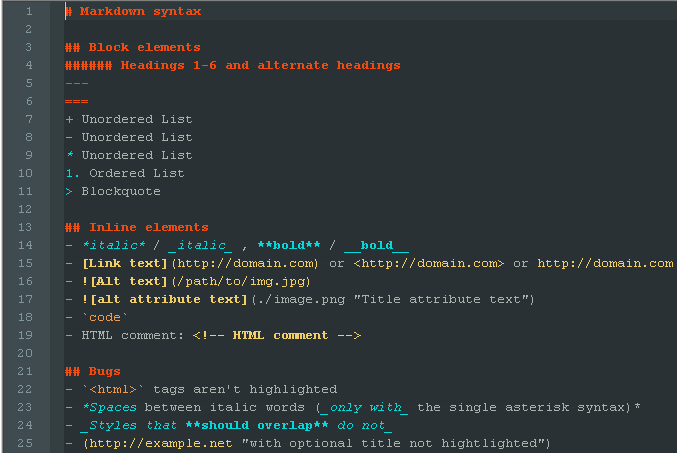 1 # Markdown syntax
2
3 ## Block elements
4 ###### Headings 1-6 and alternate headings
5 ---
6 ===
7 + Unordered List
8 - Unordered List
9 * Unordered List
10 1. Ordered List
11 > Blockquote
12
13 ## Inline elements
14 - *italic* / _italic_ , **bold** / __bold__
15 - [Link text](http://domain.com) or <http://domain.com> or http://domain.com
16 - ![Alt text](/path/to/img.jpg)
17 - ![alt attribute text](./image.png "Title attribute text")
18 - `code`
19 - HTML comment: <!-- HTML comment -->
20
21 ## Bugs
22 - `<html>` tags aren't highlighted
23 - *Spaces between italic words (_only with_ the single asterisk syntax)*
24 - _Styles that **should overlap** do not_
25 - (http://example.net "with optional title not hightlighted")